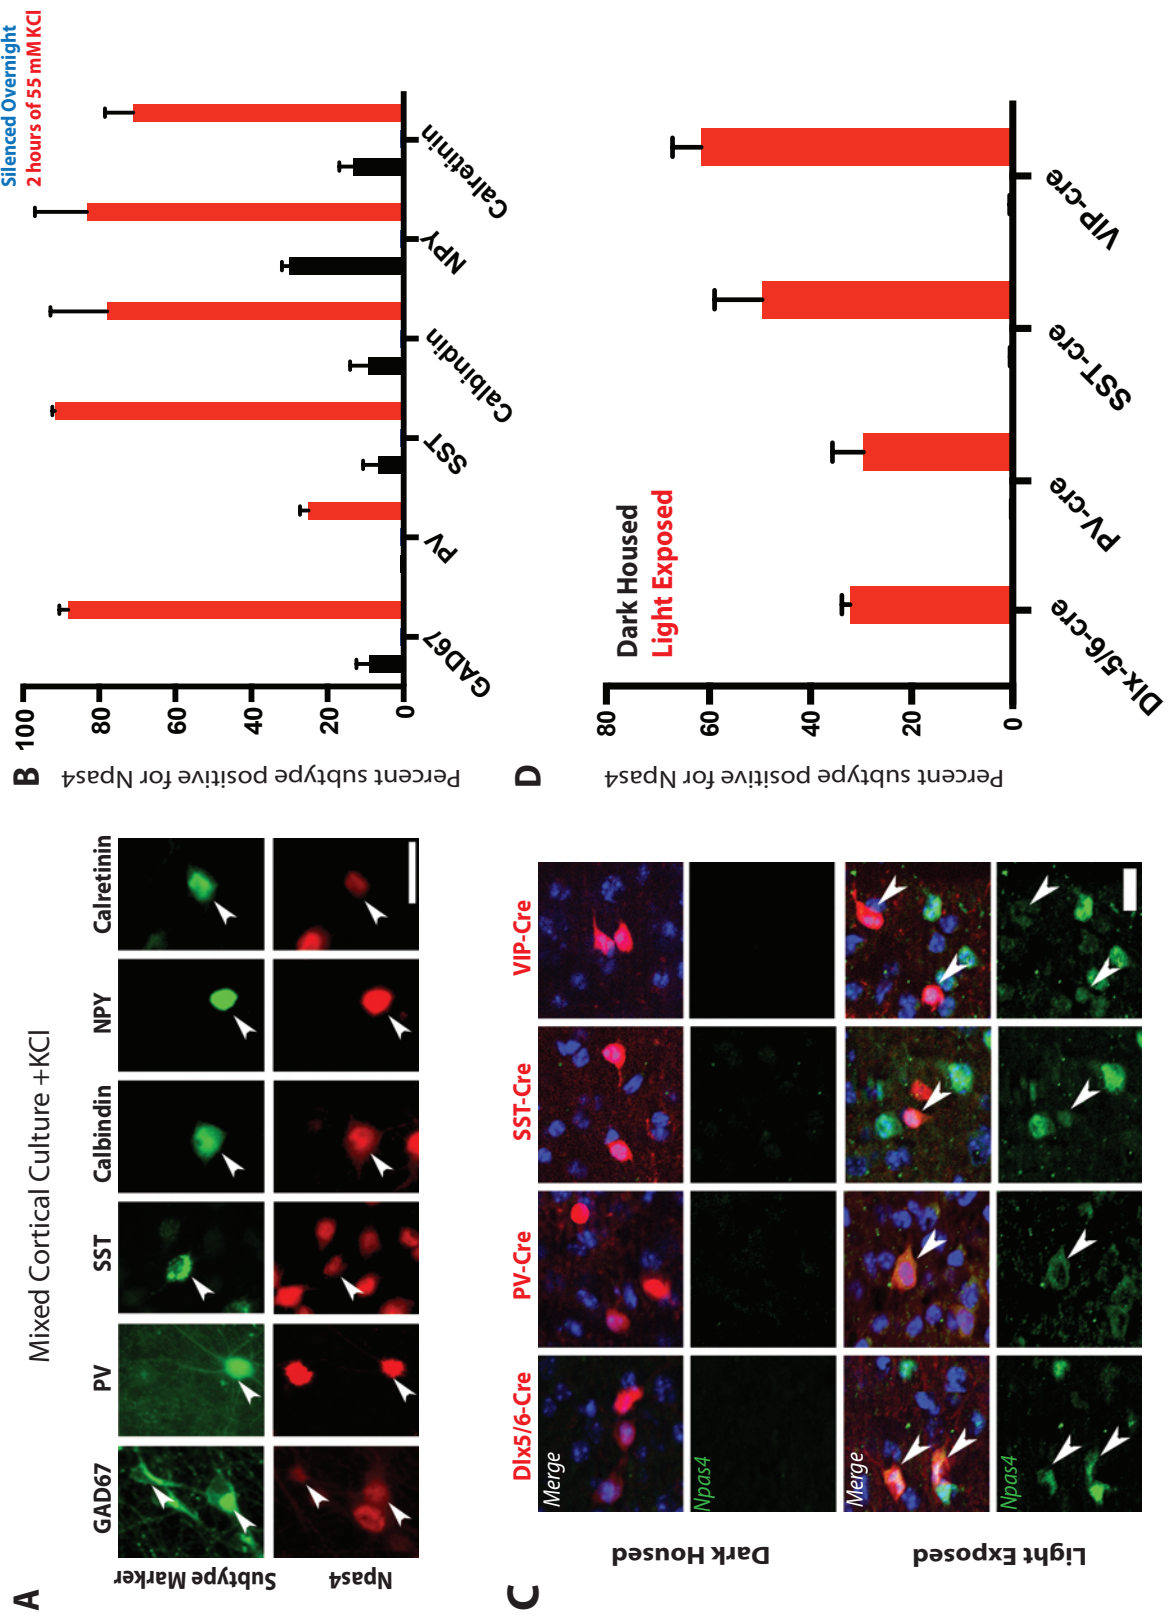 A
Mixed Cortical Culture +KCl
GAD67
PV
SST
Calbindin
NPY
Calretinin
Subtype Marker
Npas4
B
Silenced Overnight
2 hours of 55 mM KCl
Percent subtype positive for Npas4
100
80
60
40
20
0
GAD67
PV
SST
Calbindin
NPY
Calretinin
C
Dlx5/6-Cre
PV-Cre
SST-Cre
VIP-Cre
Dark Housed
Merge
Npas4
Light Exposed
Merge
Npas4
D
Dark Housed
Light Exposed
Percent subtype positive for Npas4
80
60
40
20
0
Dlx-5/6-cre
PV-cre
SST-cre
VIP-cre